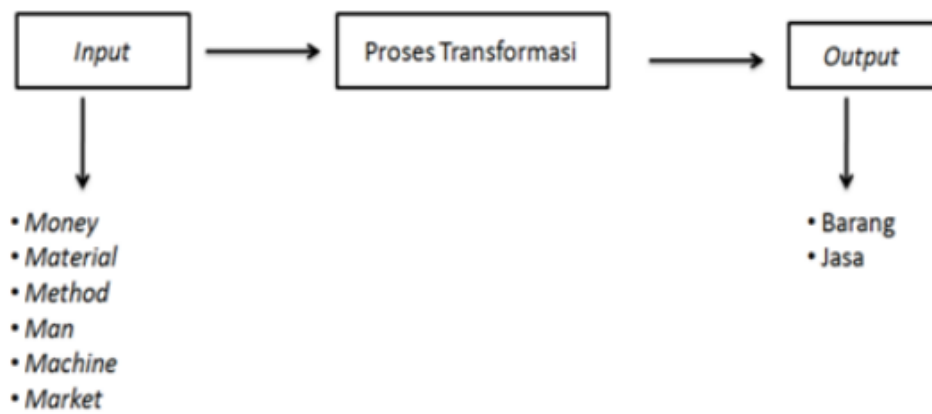 Input
Proses Transformasi
Output
• Money
• Material
• Method
• Man
• Machine
• Market
• Barang
• Jasa